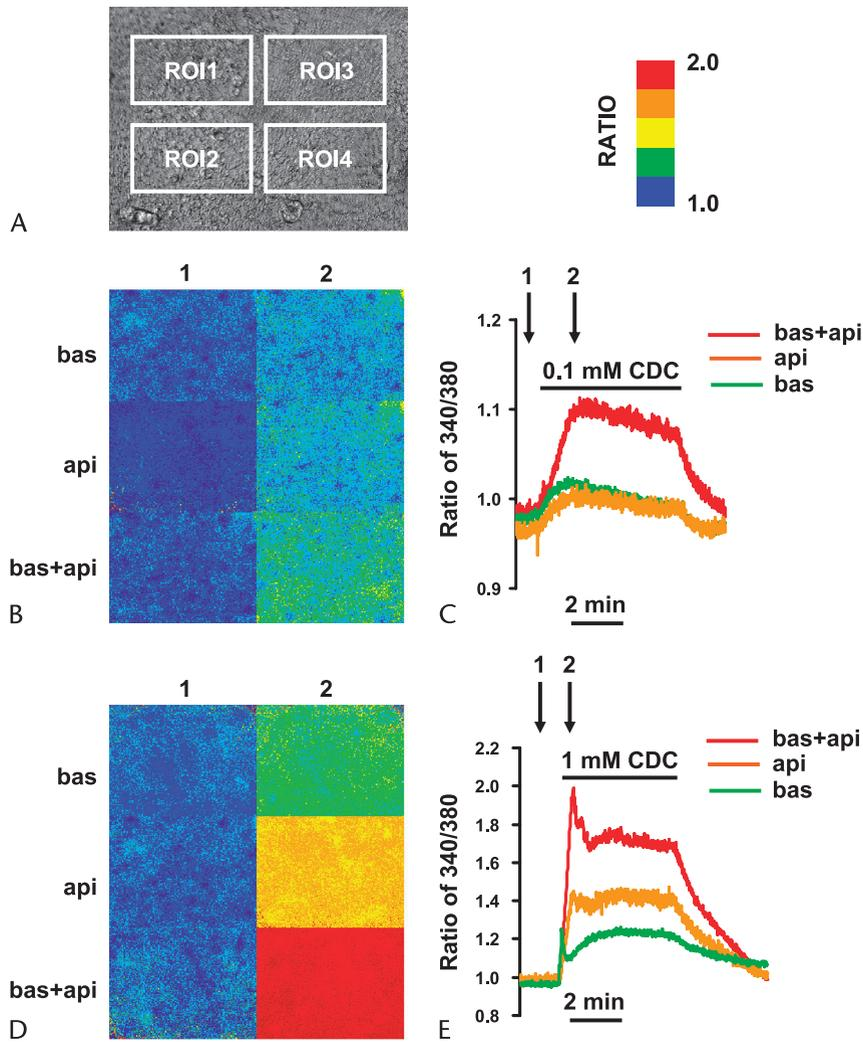 ROI1 ROI3
ROI2 ROI4
A
RATIO
2.0
1.0
1 2
bas
api
bas+api
B
1 2
1.2
1.1
1.0
0.9
Ratio of 340/380
0.1 mM CDC
bas+api
api
bas
2 min
C
1 2
bas
api
bas+api
D
1 2
2.2
2.0
1.8
1.6
1.4
1.2
1.0
0.8
Ratio of 340/380
1 mM CDC
bas+api
api
bas
2 min
E